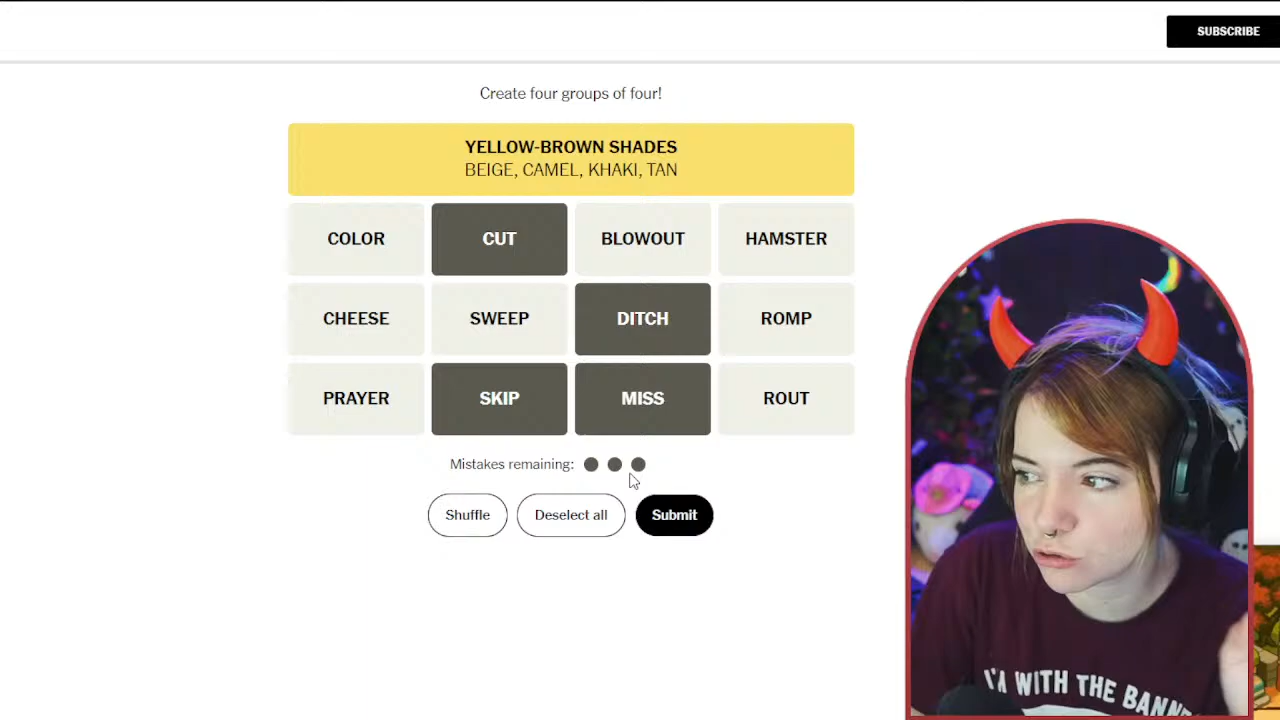 SUBSCRIBE
Create four groups of four!
YELLOW-BROWN SHADES
BEIGE, CAMEL, KHAKI, TAN
COLOR CUT BLOWOUT HAMSTER
CHEESE SWEEP DITCH ROMP
PRAYER SKIP MISS ROUT
Mistakes remaining:
Shuffle Deselect all Submit
I'M WITH THE